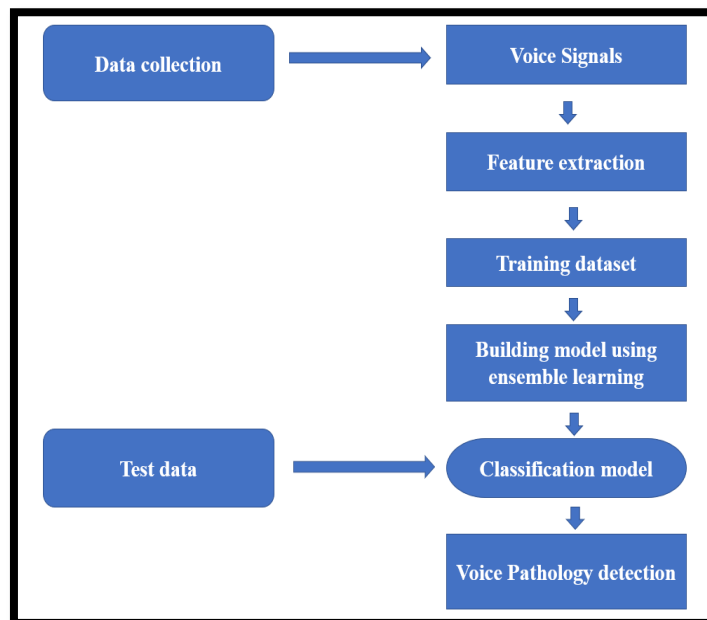 Data collection
Voice Signals
Feature extraction
Training dataset
Building model using
ensemble learning
Test data
Classification model
Voice Pathology detection